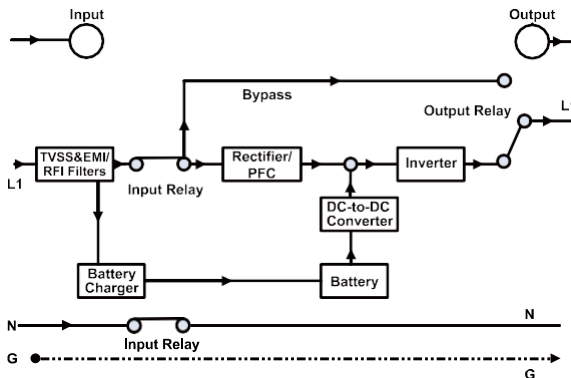 Input
Output
Bypass
Output Relay
L1
TVSS&EMI/
RFI Filters
L1
Input Relay
Rectifier/
PFC
Inverter
DC-to-DC
Converter
Battery
Charger
Battery
N
N
Input Relay
G
G